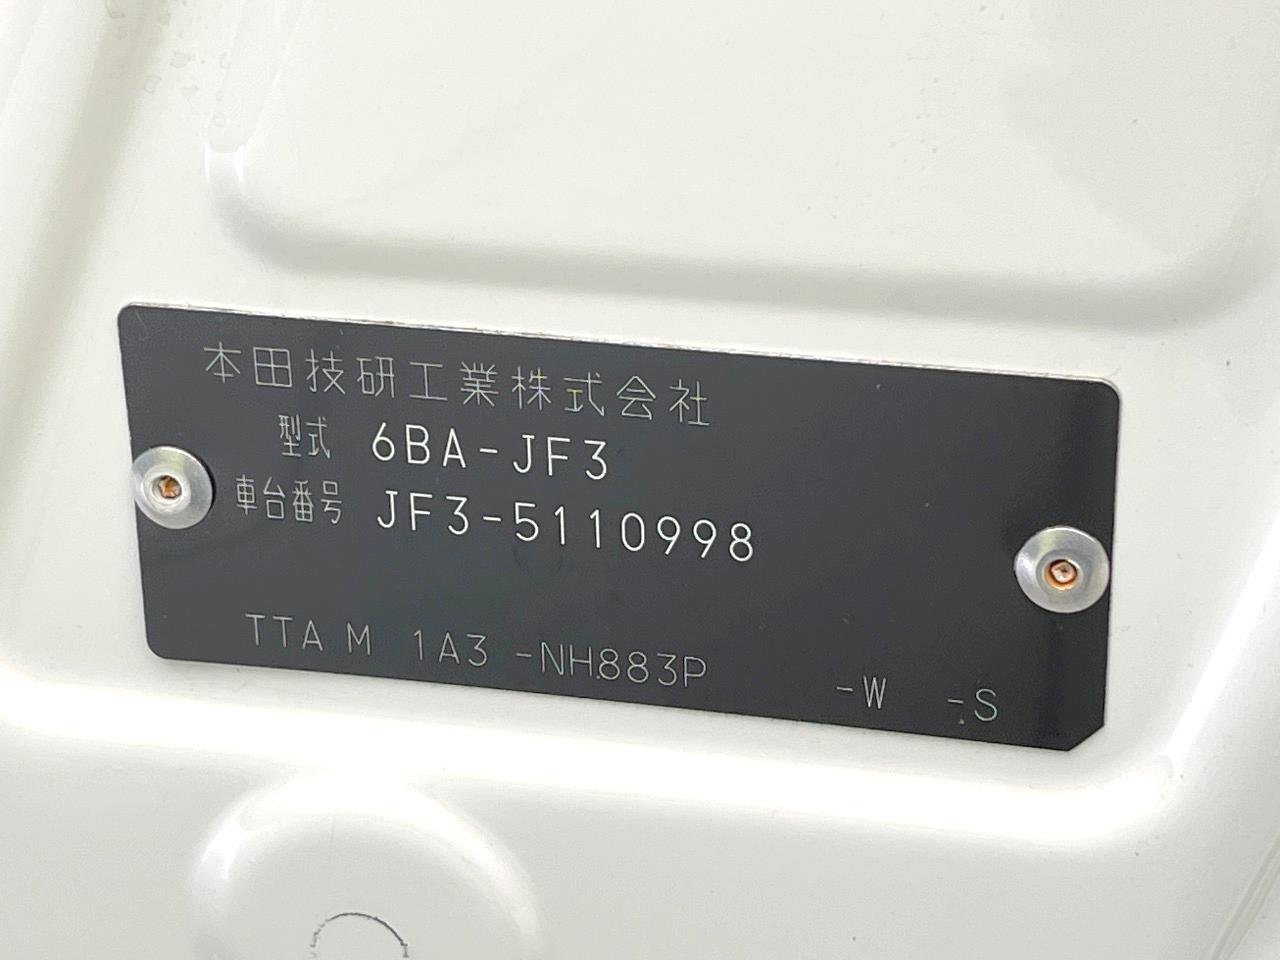 本田技研工業株式会社
型式 6BA-JF3
車台番号 JF3-5110998
TTA M 1A3 -NH883P -W -S